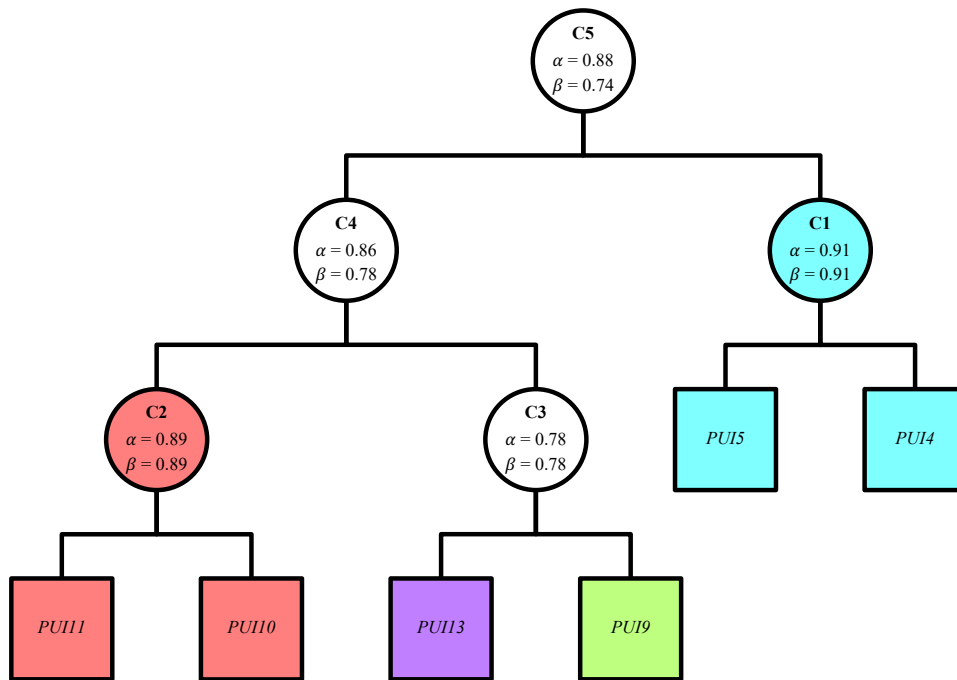 C5
α = 0.88
β = 0.74
C4
α = 0.86
β = 0.78
C1
α = 0.91
β = 0.91
C2
α = 0.89
β = 0.89
C3
α = 0.78
β = 0.78
PUI5
PUI4
PUI11
PUI10
PUI13
PUI9